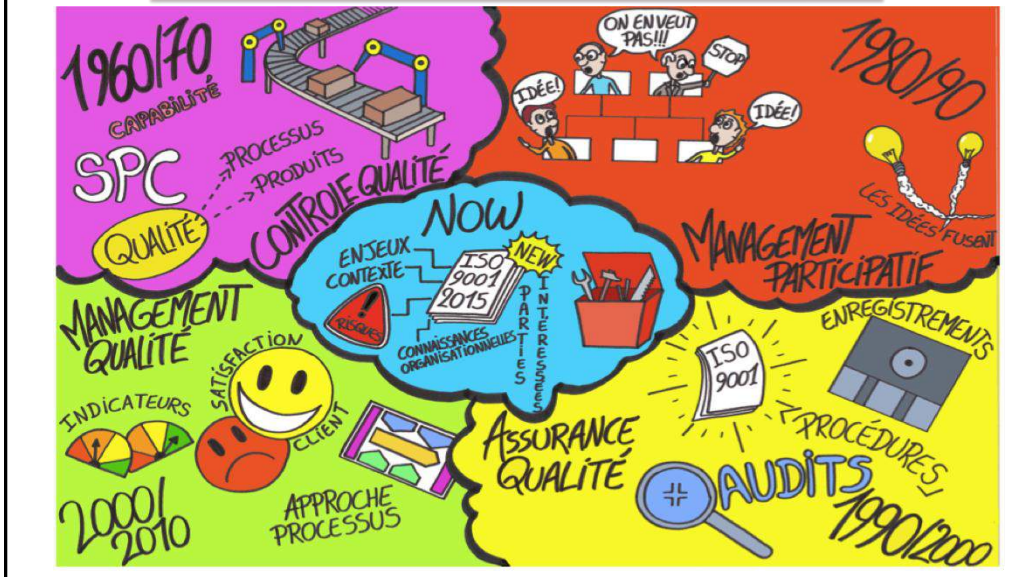 1960/70
CAPABILITÉ
SPC
QUALITÉ
PROCESSUS
PRODUITS
CONTROLE QUALITÉ
ON EN VEUT
PAS!!!
STOP
IDÉE!
IDÉE!
1980/90
LES IDÉES FUSENT
MANAGEMENT
PARTICIPATIF
NOW
ENJEUX
CONTEXTE
RISQUES
ISO
9001
2015
NEW
CONNAISSANCES
ORGANISATIONNELLES
PARTIES
INTERESSÉES
MANAGEMENT
QUALITÉ
INDICATEURS
SATISFACTION
CLIENT
APPROCHE
PROCESSUS
2000/
2010
ASSURANCE
QUALITÉ
ISO
9001
ENREGISTREMENTS
PROCÉDURES
AUDITS
1990/2000